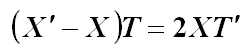 (X′ − X)T = 2XT′